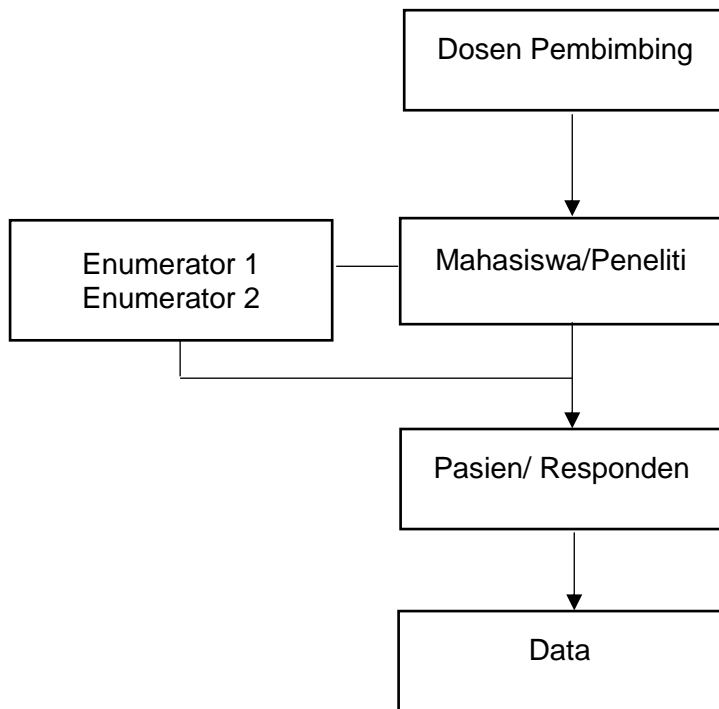 Dosen Pembimbing
Enumerator 1
Enumerator 2
Mahasiswa/Peneliti
Pasien/ Responden
Data